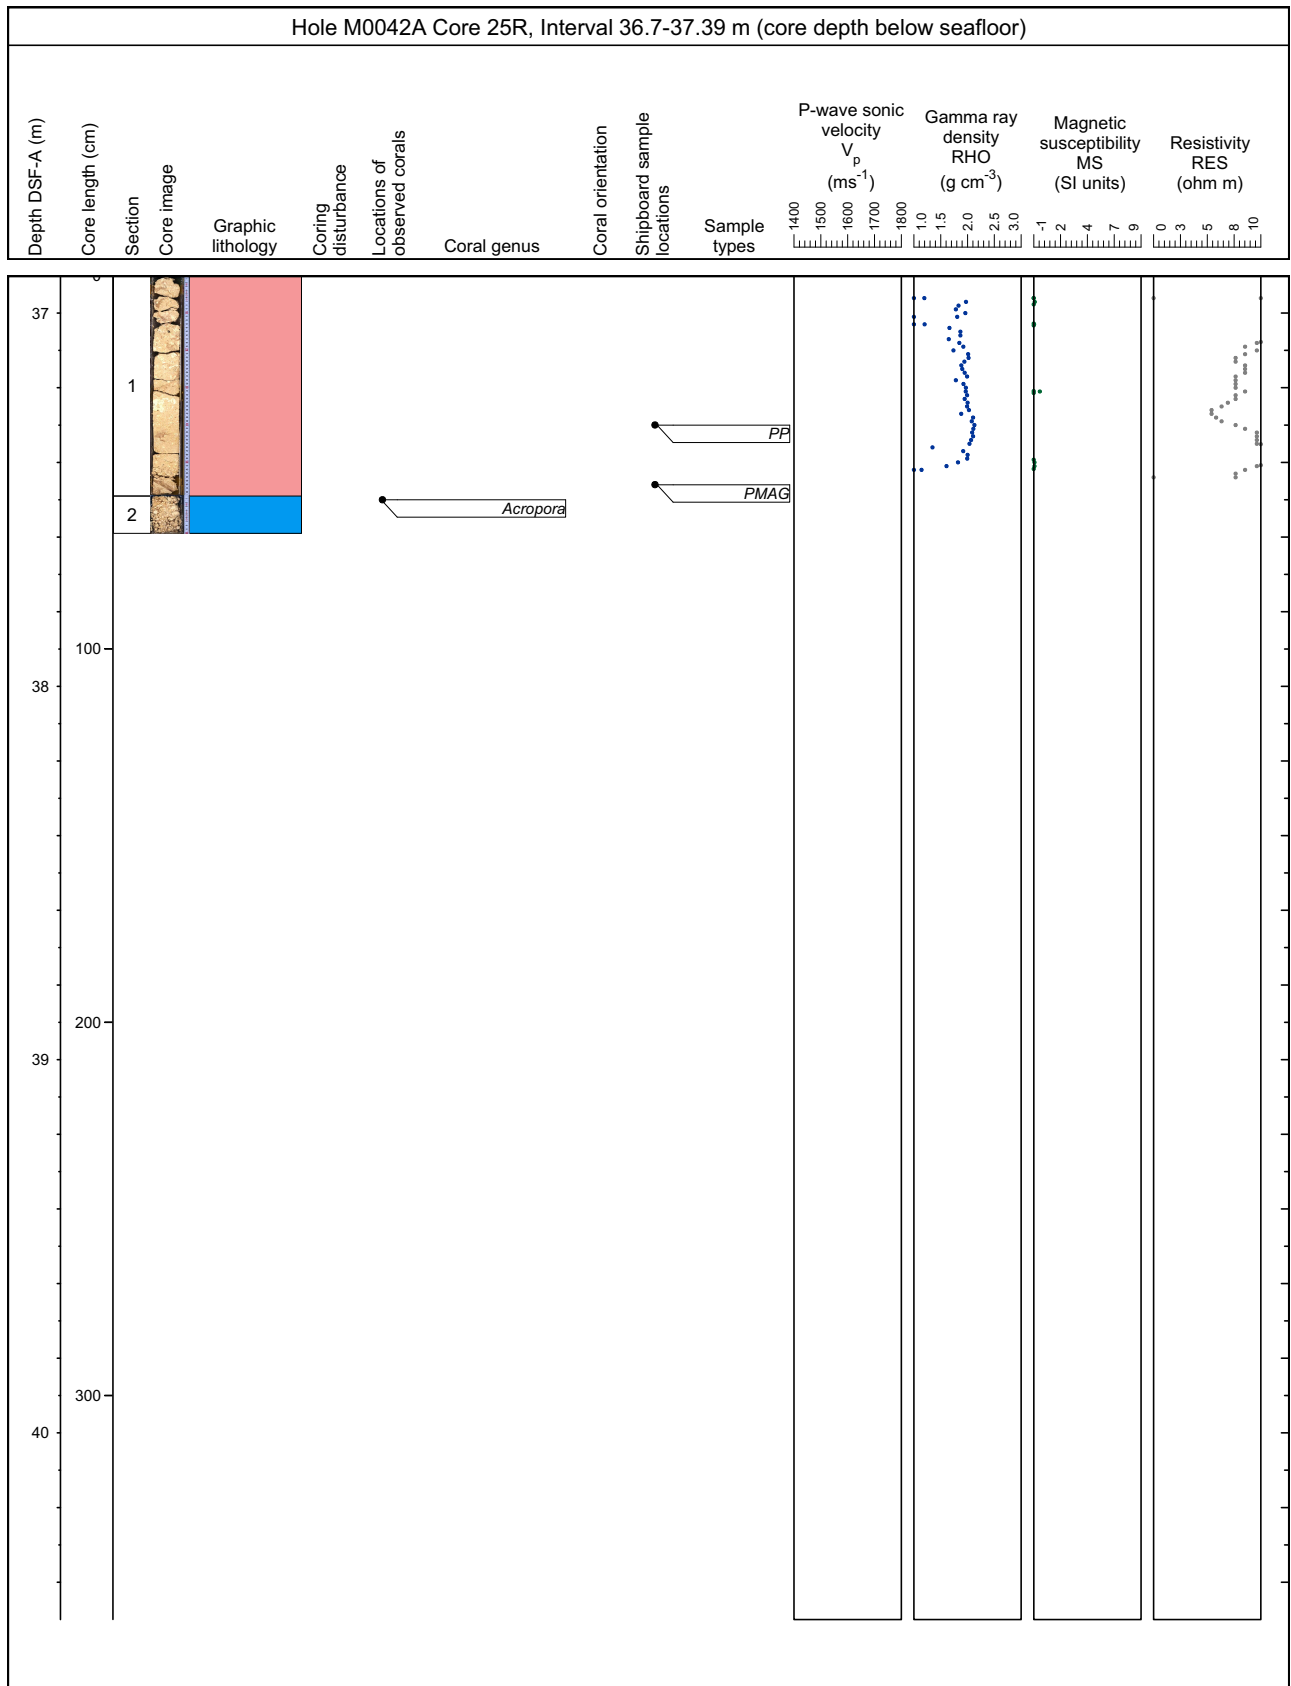 Hole M0042A Core 25R, Interval 36.7-37.39 m (core depth below seafloor)
Depth DSF-A (m)
Core length (cm)
Section
Core image
Graphic
lithology
Coring
disturbance
Locations of
observed corals
Coral genus
Coral orientation
Shipboard sample
locations
Sample
types
P-wave sonic
velocity
Vp
(ms-1)
1400 1500 1600 1700 1800
Gamma ray
density
RHO
(g cm-3)
1.0 1.5 2.0 2.5 3.0
Magnetic
susceptibility
MS
(SI units)
-1 2 4 7 9
Resistivity
RES
(ohm m)
0 3 5 8 10
0
37
1
PP
PMAG
2
Acropora
100
38
200
39
300
40